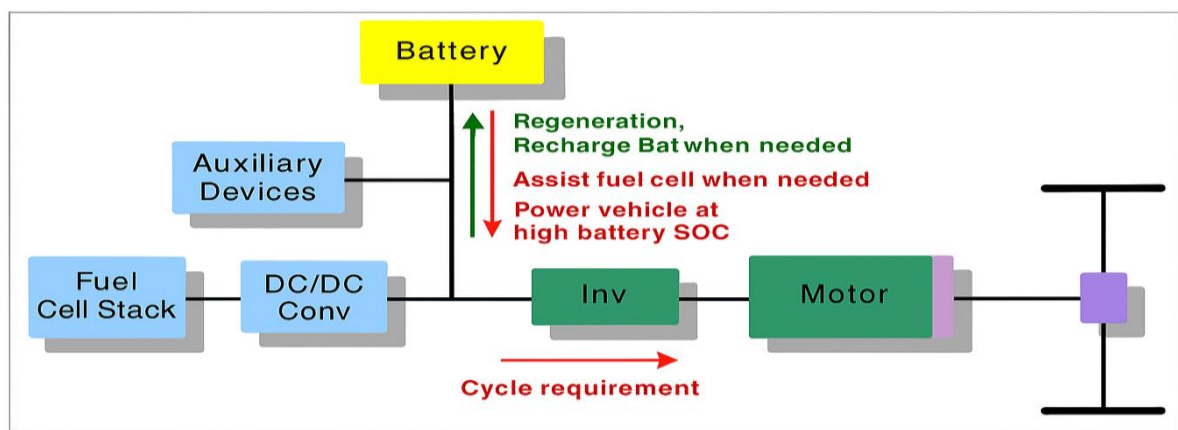 Battery
Regeneration,
Recharge Bat when needed
Auxiliary
Devices
Assist fuel cell when needed
Power vehicle at
high battery SOC
Fuel
Cell Stack
DC/DC
Conv
Inv
Motor
Cycle requirement